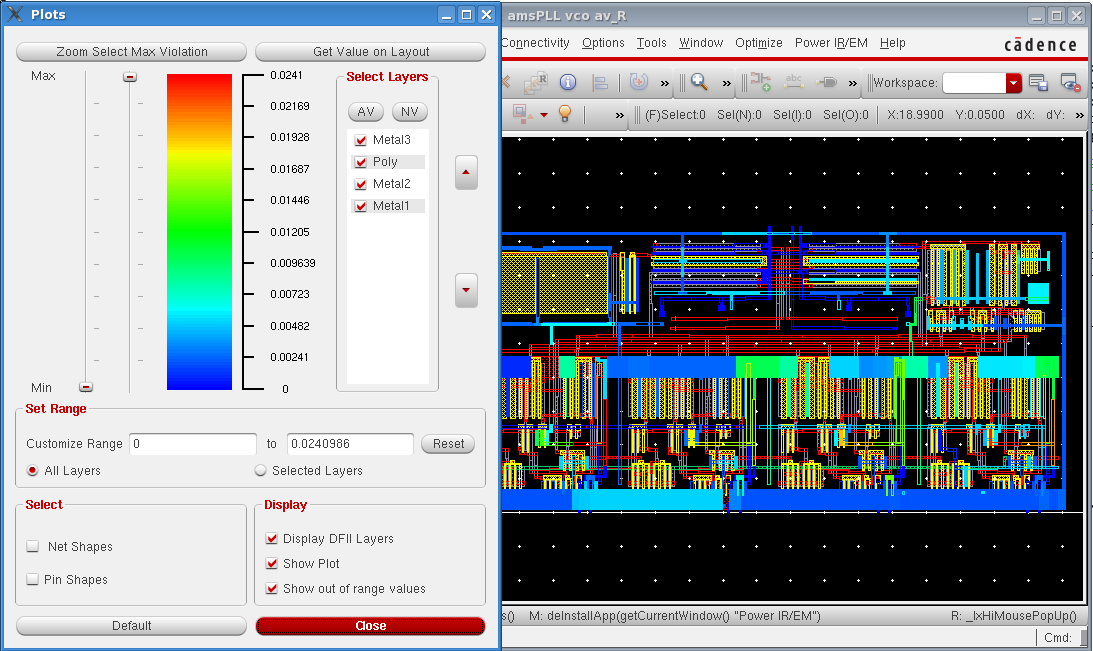 Plots
Zoom Select Max Violation
Get Value on Layout
Max
Min
0.0241
0.02169
0.01928
0.01687
0.01446
0.01205
0.009639
0.00723
0.00482
0.00241
0
Select Layers
AV
NV
Metal3
Poly
Metal2
Metal1
Set Range
Customize Range 0 to 0.0240986 Reset
All Layers
Selected Layers
Select
Net Shapes
Pin Shapes
Display
Display DFII Layers
Show Plot
Show out of range values
Default
Close
amsPLL vco av_R
Connectivity Options Tools Window Optimize Power IR/EM Help
cādence
R
abc
» » » Workspace:
» (F)Select:0 Sel(N):0 Sel(I):0 Sel(O):0 X:18.9900 Y:0.0500 dX: dY: »
s() M: deInstallApp(getCurrentWindow() "Power IR/EM") R: _lxHiMousePopUp()
Cmd: